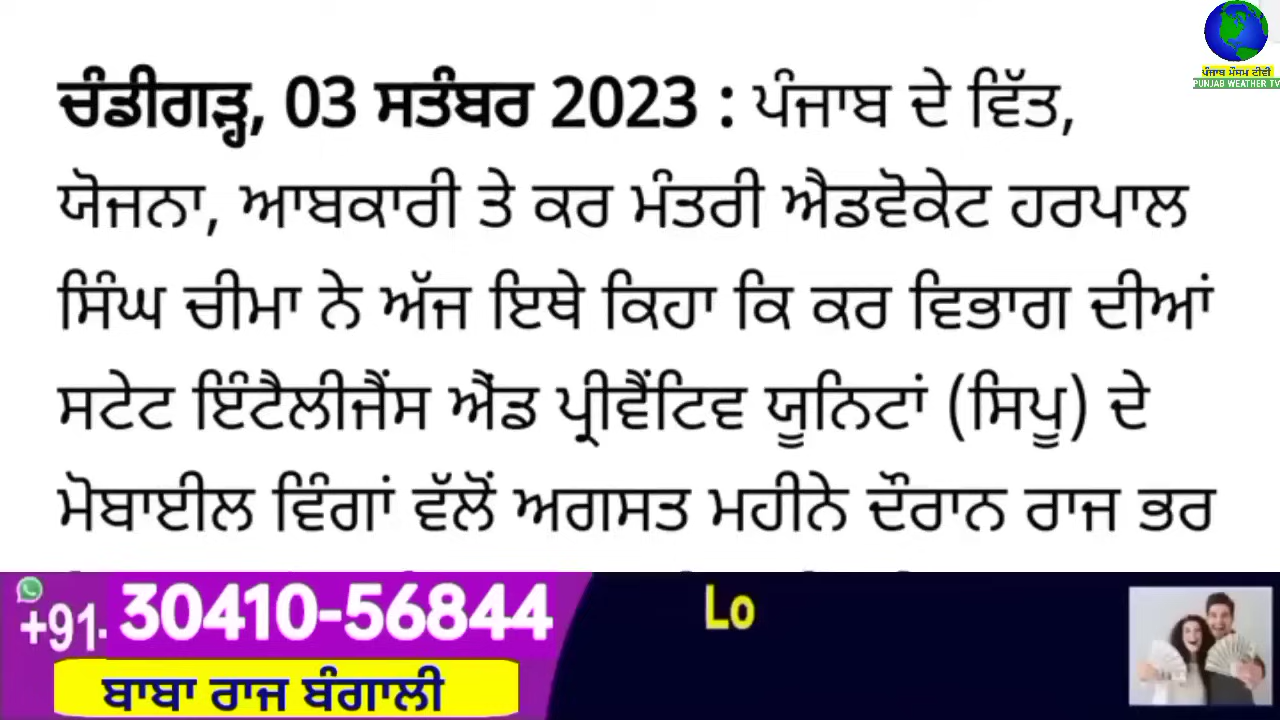 ਚੰਡੀਗੜ੍ਹ, 03 ਸਤੰਬਰ 2023 : ਪੰਜਾਬ ਦੇ ਵਿੱਤ,
ਯੋਜਨਾ, ਆਬਕਾਰੀ ਤੇ ਕਰ ਮੰਤਰੀ ਐਡਵੋਕੇਟ ਹਰਪਾਲ
ਸਿੰਘ ਚੀਮਾ ਨੇ ਅੱਜ ਇਥੇ ਕਿਹਾ ਕਿ ਕਰ ਵਿਭਾਗ ਦੀਆਂ
ਸਟੇਟ ਇੰਟੈਲੀਜੈਂਸ ਐਂਡ ਪ੍ਰੀਵੈਂਟਿਵ ਯੂਨਿਟਾਂ (ਸਿਪੂ) ਦੇ
ਮੋਬਾਈਲ ਵਿੰਗਾਂ ਵੱਲੋਂ ਅਗਸਤ ਮਹੀਨੇ ਦੌਰਾਨ ਰਾਜ ਭਰ
ਪੰਜਾਬ ਮੌਸਮ ਟੀਵੀ
PUNJAB WEATHER TV
+91- 30410-56844
ਬਾਬਾ ਰਾਜ ਬੰਗਾਲੀ
Lo